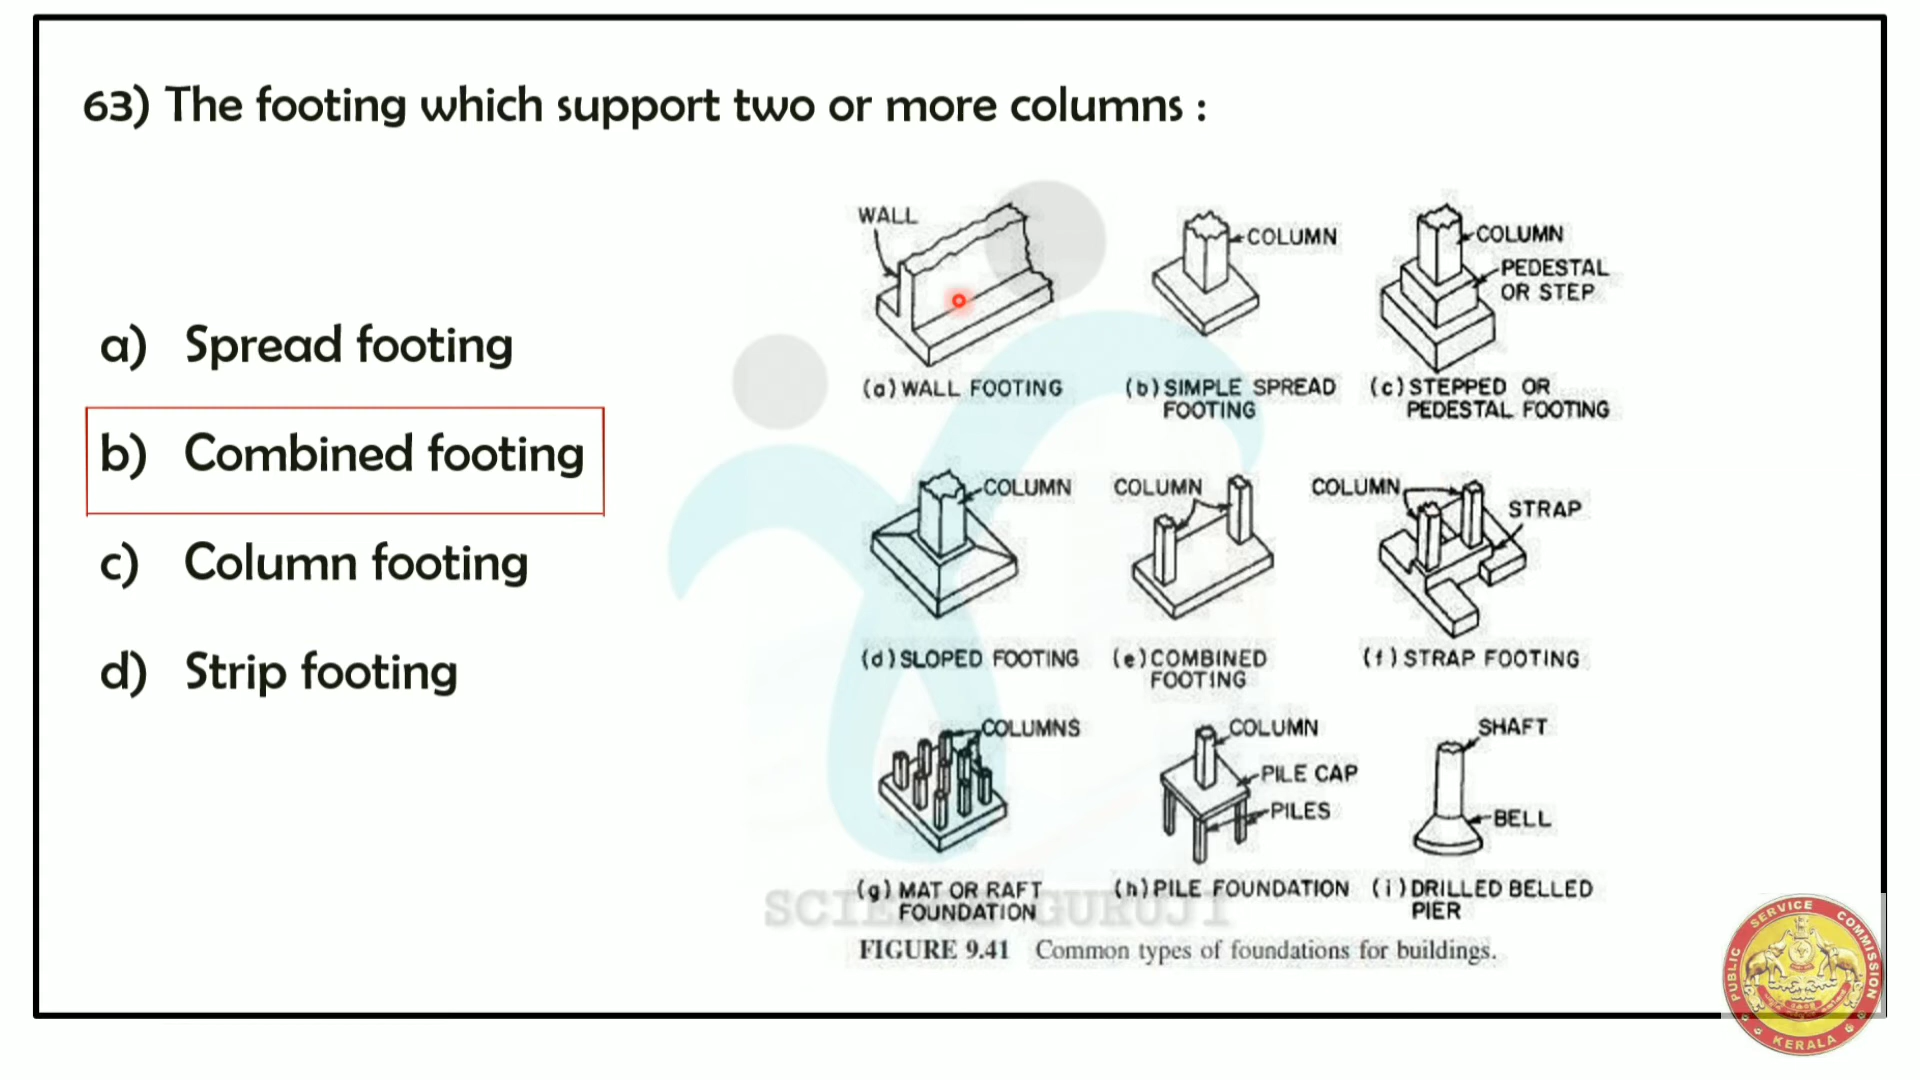 63) The footing which support two or more columns :
a) Spread footing
b) Combined footing
c) Column footing
d) Strip footing
WALL
(a) WALL FOOTING
COLUMN
(b) SIMPLE SPREAD
FOOTING
COLUMN
PEDESTAL
OR STEP
(c) STEPPED OR
PEDESTAL FOOTING
COLUMN
(d) SLOPED FOOTING
COLUMN
(e) COMBINED
FOOTING
COLUMN
STRAP
(f) STRAP FOOTING
COLUMNS
(g) MAT OR RAFT
FOUNDATION
COLUMN
PILE CAP
PILES
(h) PILE FOUNDATION
SHAFT
BELL
(i) DRILLED BELLED
PIER
FIGURE 9.41 Common types of foundations for buildings.
GURUJI
PUBLIC SERVICE COMMISSION
KERALA